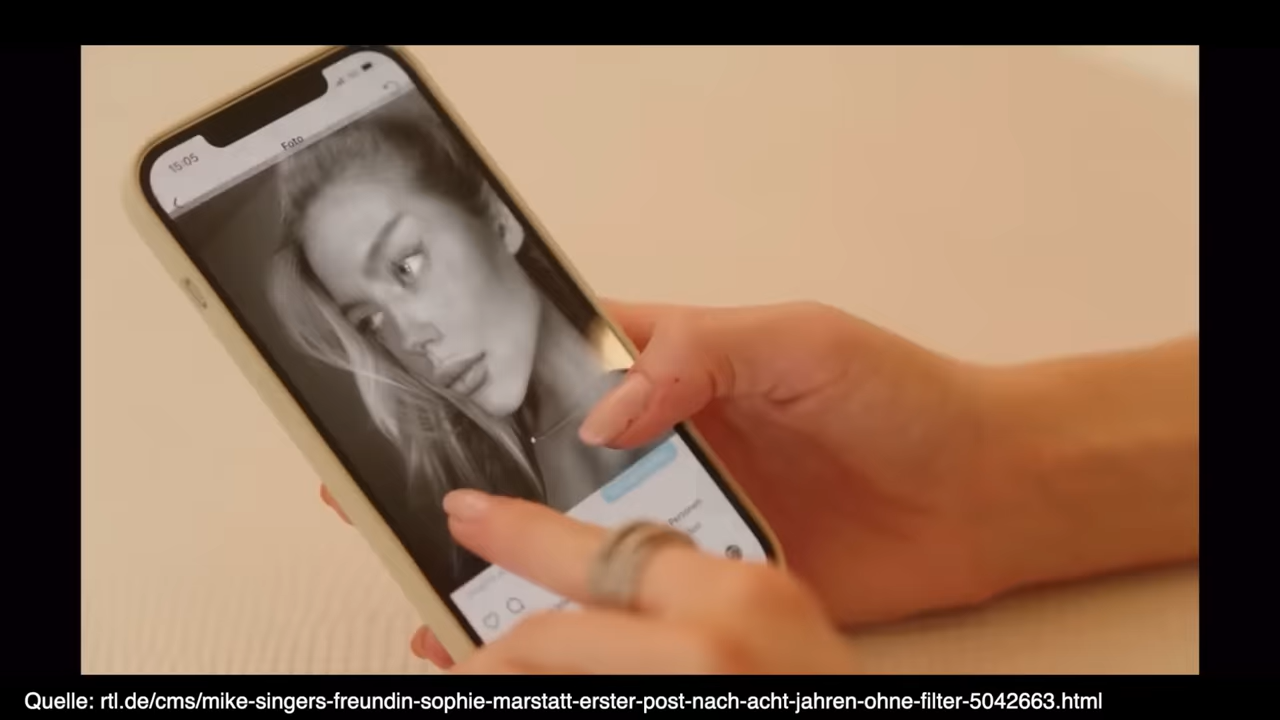 15:05
Foto
Personen
Quelle: rtl.de/cms/mike-singers-freundin-sophie-marstatt-erster-post-nach-acht-jahren-ohne-filter-5042663.html